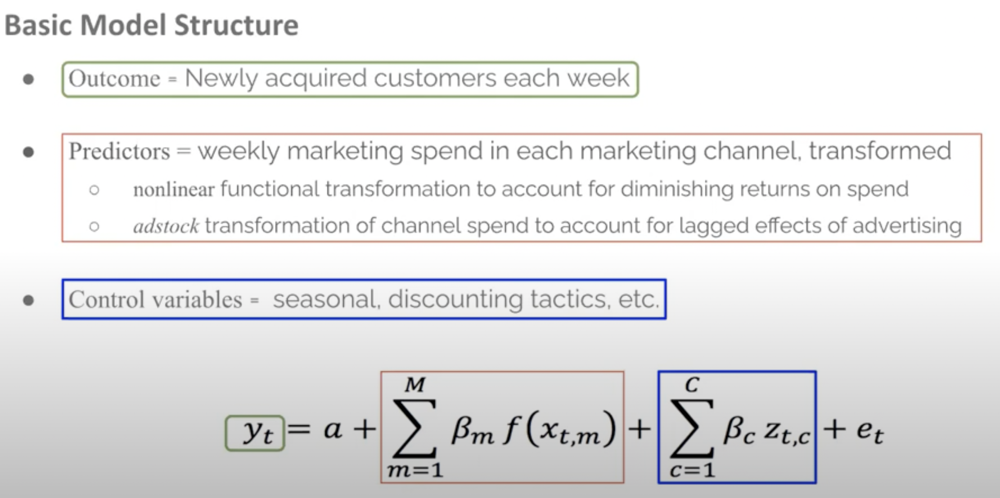 Basic Model Structure
● Outcome = Newly acquired customers each week
● Predictors = weekly marketing spend in each marketing channel, transformed
○ nonlinear functional transformation to account for diminishing returns on spend
○ adstock transformation of channel spend to account for lagged effects of advertising
● Control variables = seasonal, discounting tactics, etc.
$y_t = a + \sum_{m=1}^{M} \beta_m f(x_{t,m}) + \sum_{c=1}^{C} \beta_c z_{t,c} + e_t$